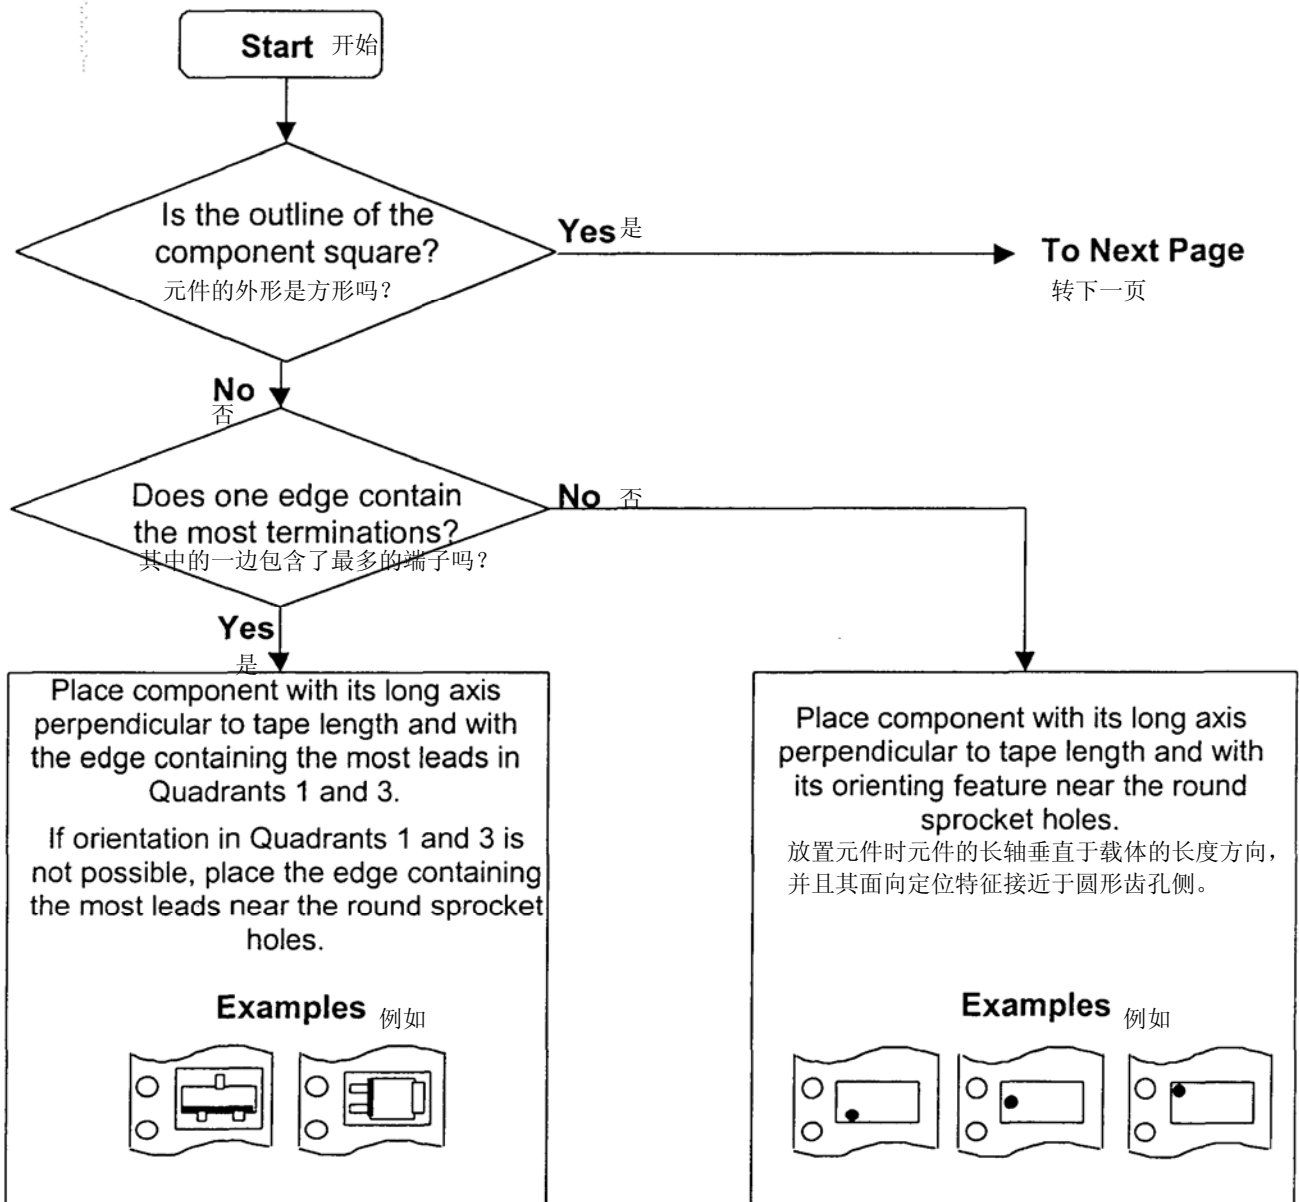 Start 开始
Is the outline of the
component square?
元件的外形是方形吗？
Yes 是
To Next Page
转下一页
No
否
Does one edge contain
the most terminations?
其中的一边包含了最多的端子吗？
No 否
Yes
是
Place component with its long axis
perpendicular to tape length and with
the edge containing the most leads in
Quadrants 1 and 3.
If orientation in Quadrants 1 and 3 is
not possible, place the edge containing
the most leads near the round sprocket
holes.
Examples 例如
Place component with its long axis
perpendicular to tape length and with
its orienting feature near the round
sprocket holes.
放置元件时元件的长轴垂直于载体的长度方向，
并且其面向定位特征接近于圆形齿孔侧。
Examples 例如